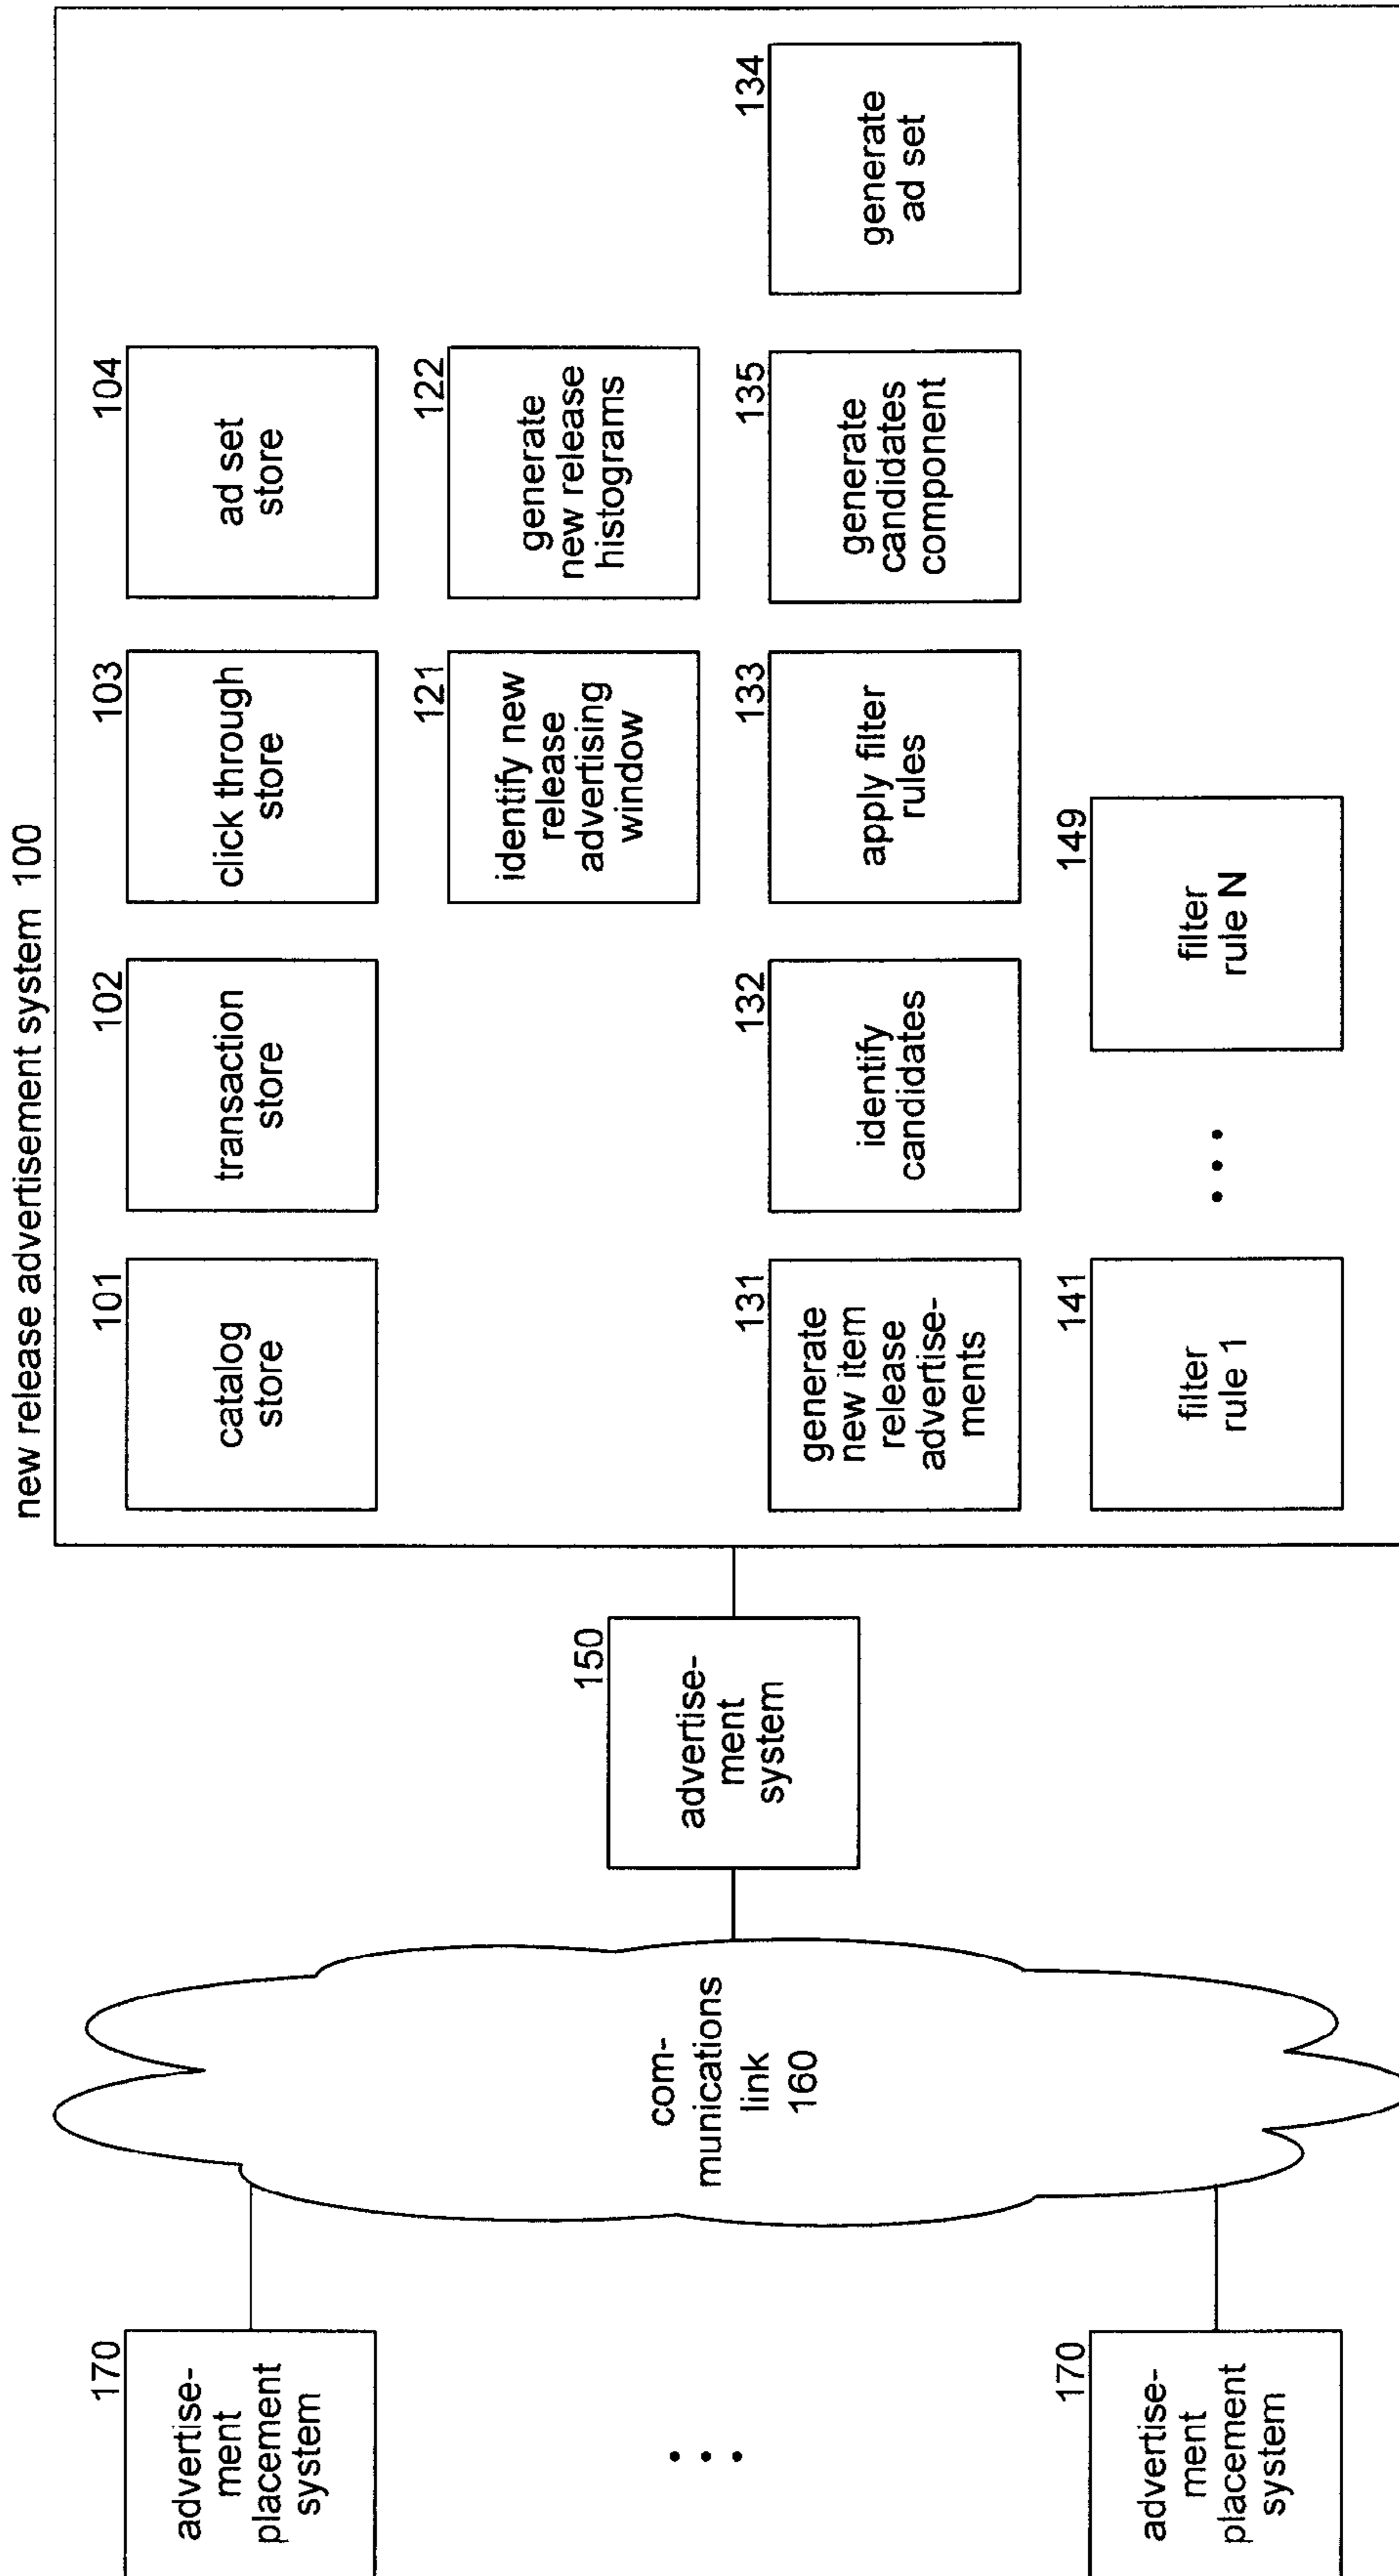 new release advertisement system 100
170
advertise-
ment
placement
system
170
advertise-
ment
placement
system
com-
munications
link
160
150
advertise-
ment
system
101
catalog
store
102
transaction
store
103
click through
store
104
ad set
store
121
identify new
release
advertising
window
122
generate
new release
histograms
131
generate
new item
release
advertise-
ments
132
identify
candidates
133
apply filter
rules
135
generate
candidates
component
134
generate
ad set
141
filter
rule 1
149
filter
rule N